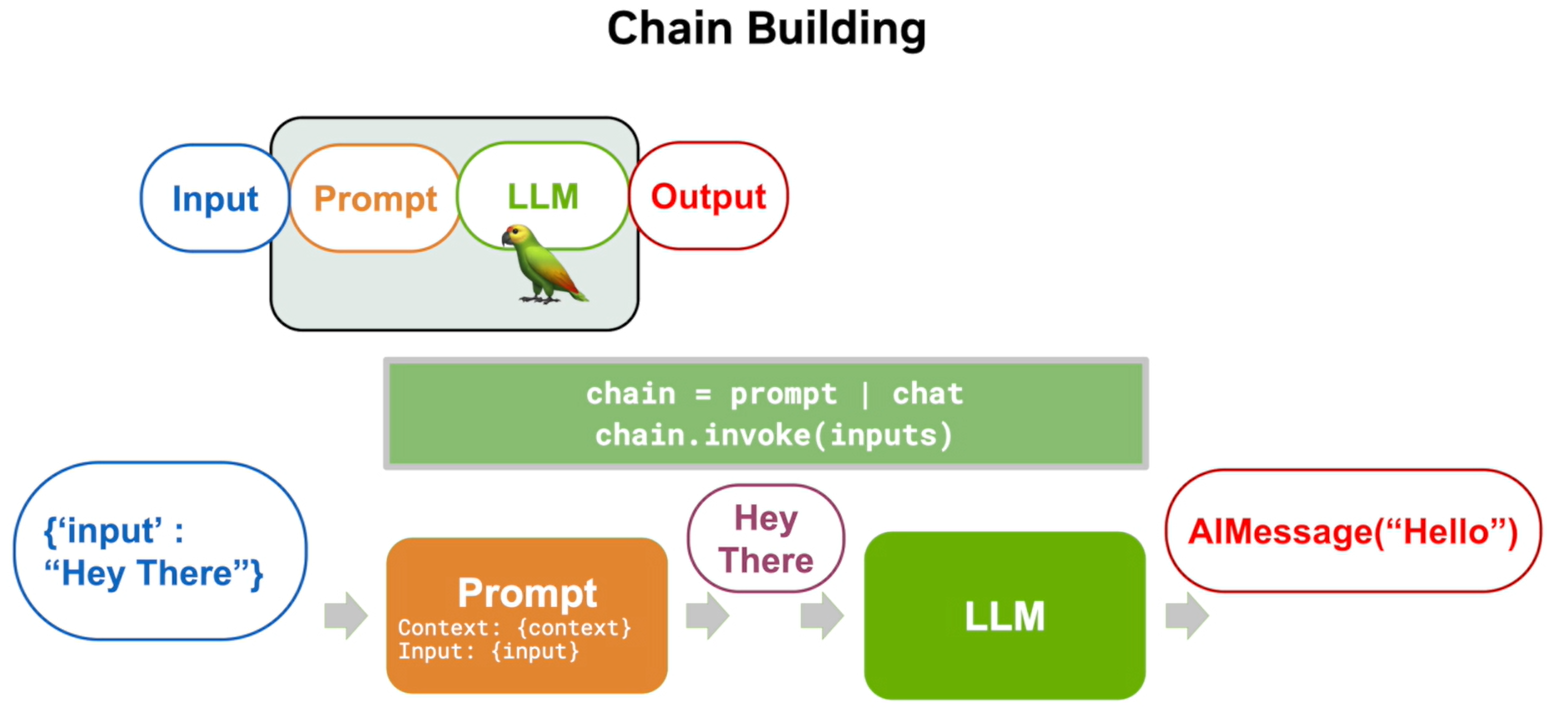 Chain Building
Input
Prompt
LLM
Output
chain = prompt | chat
chain.invoke(inputs)
{‘input’ :
“Hey There”}
Prompt
Context: {context}
Input: {input}
Hey
There
LLM
AIMessage(“Hello”)